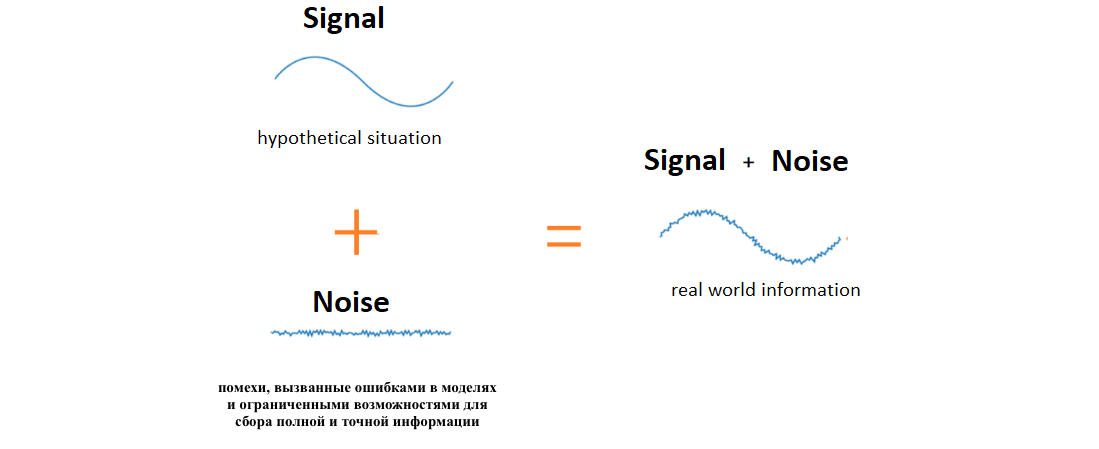 Signal
hypothetical situation
+
Noise
помехи, вызванные ошибками в моделях
и ограниченными возможностями для
сбора полной и точной информации
=
Signal + Noise
real world information